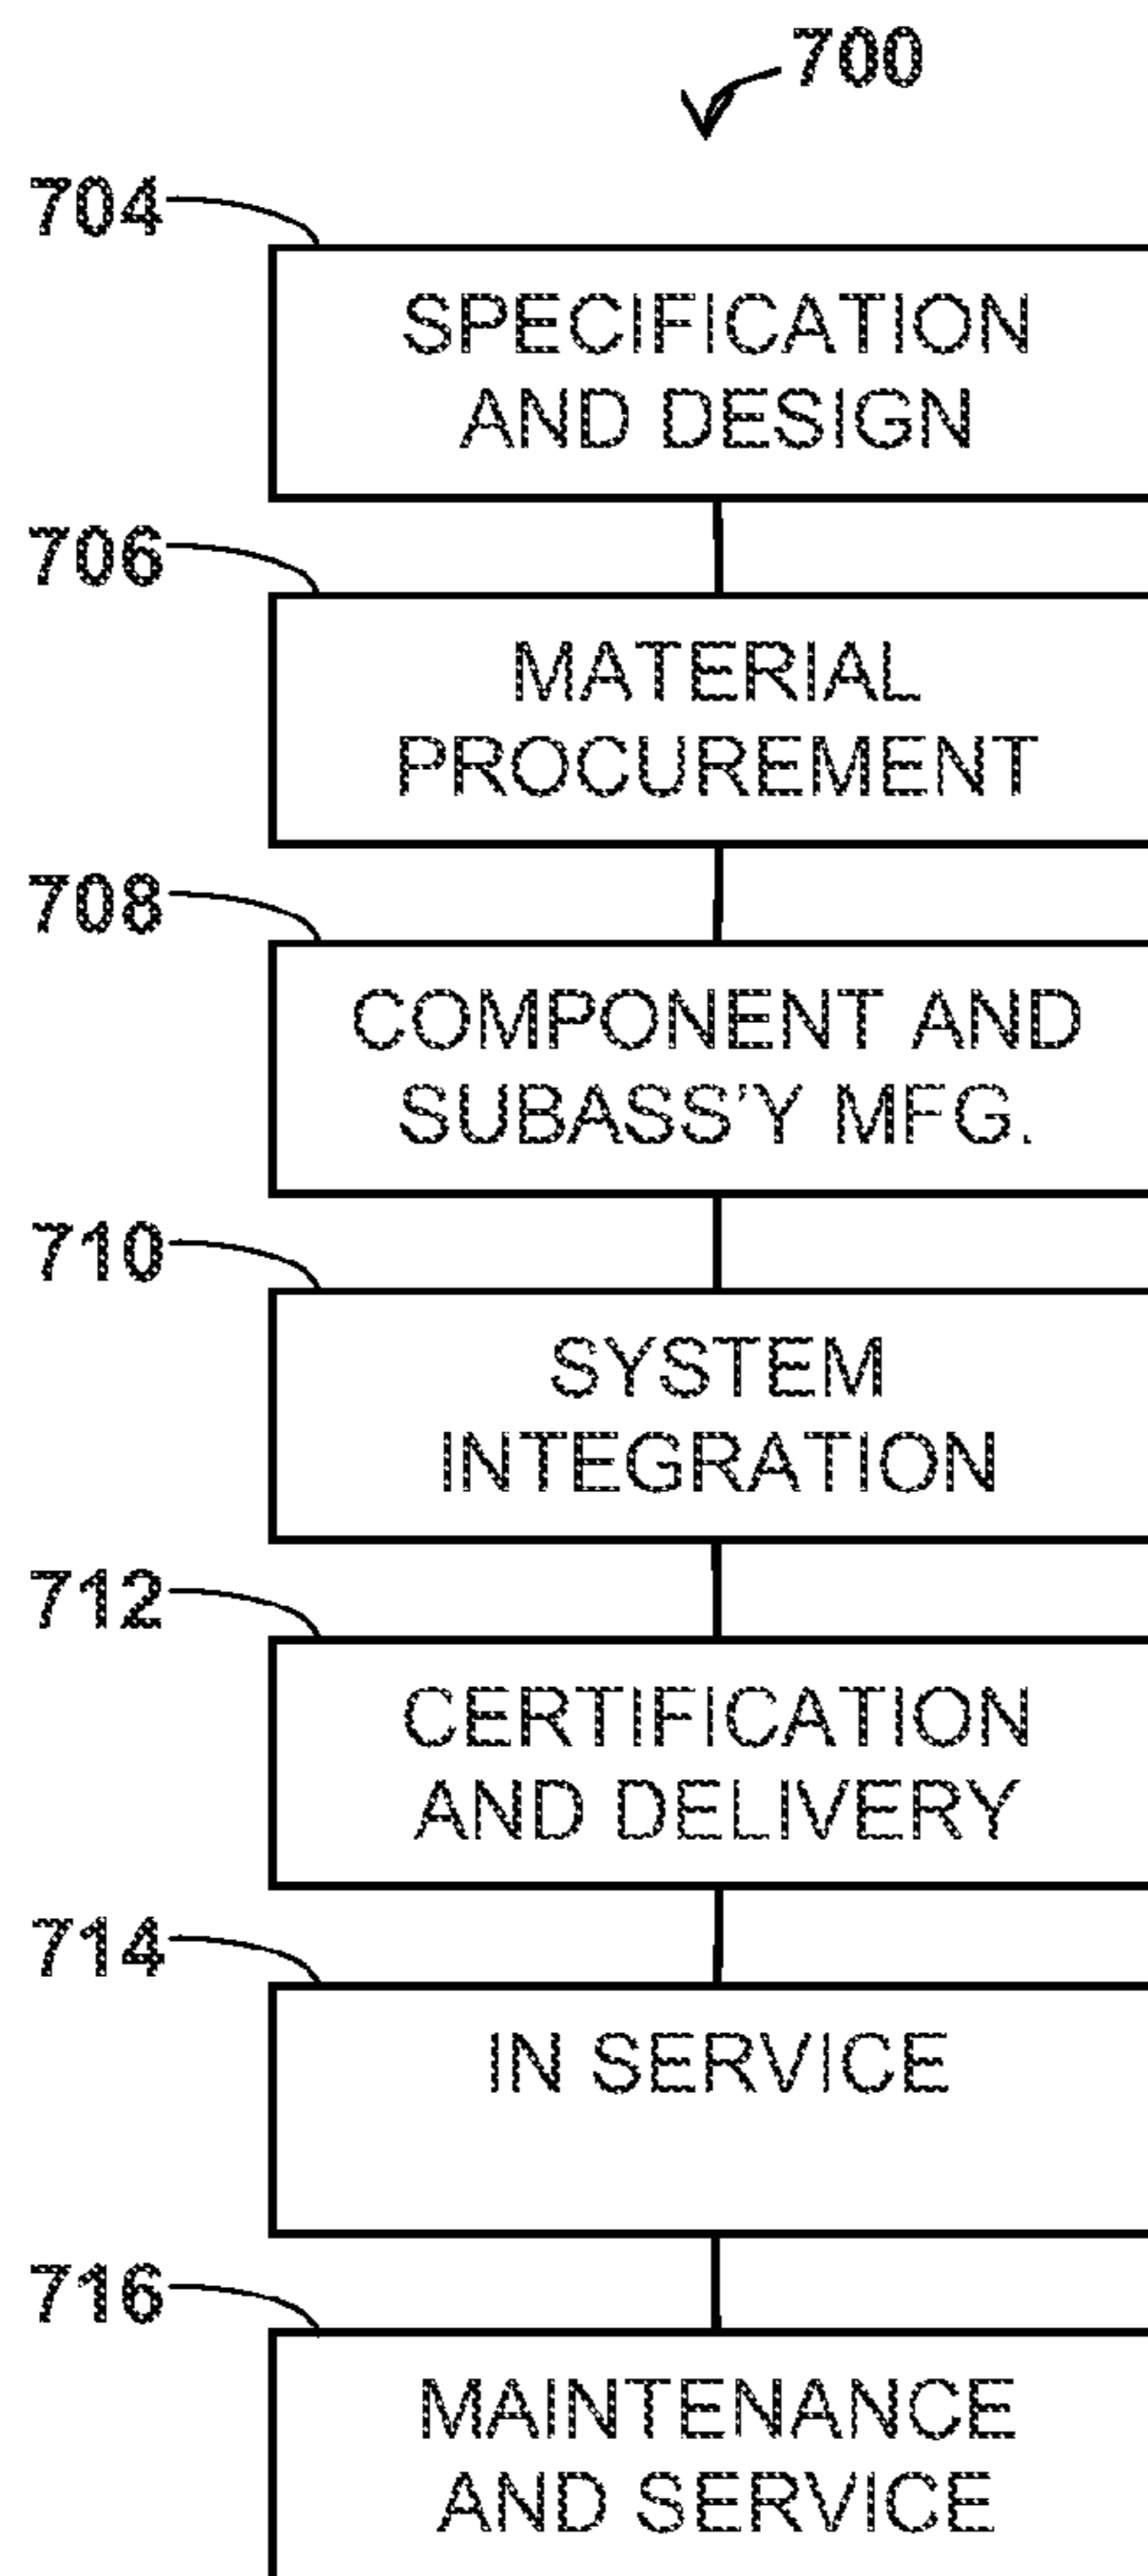 700
704
SPECIFICATION
AND DESIGN
706
MATERIAL
PROCUREMENT
708
COMPONENT AND
SUBASS'Y MFG.
710
SYSTEM
INTEGRATION
712
CERTIFICATION
AND DELIVERY
714
IN SERVICE
716
MAINTENANCE
AND SERVICE